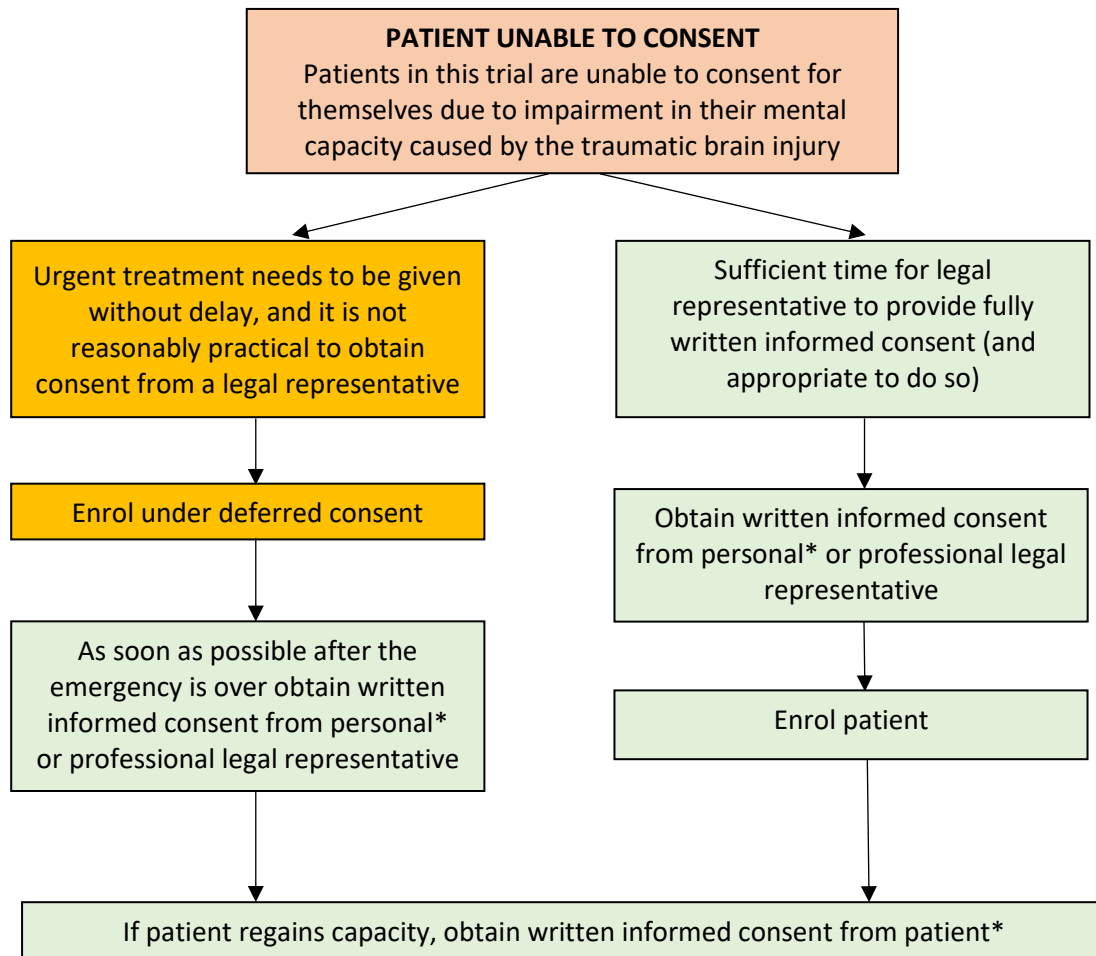 PATIENT UNABLE TO CONSENT
Patients in this trial are unable to consent for
themselves due to impairment in their mental
capacity caused by the traumatic brain injury
Urgent treatment needs to be given
without delay, and it is not
reasonably practical to obtain
consent from a legal representative
Sufficient time for legal
representative to provide fully
written informed consent (and
appropriate to do so)
Enrol under deferred consent
Obtain written informed consent
from personal* or professional legal
representative
As soon as possible after the
emergency is over obtain written
informed consent from personal*
or professional legal representative
Enrol patient
If patient regains capacity, obtain written informed consent from patient*